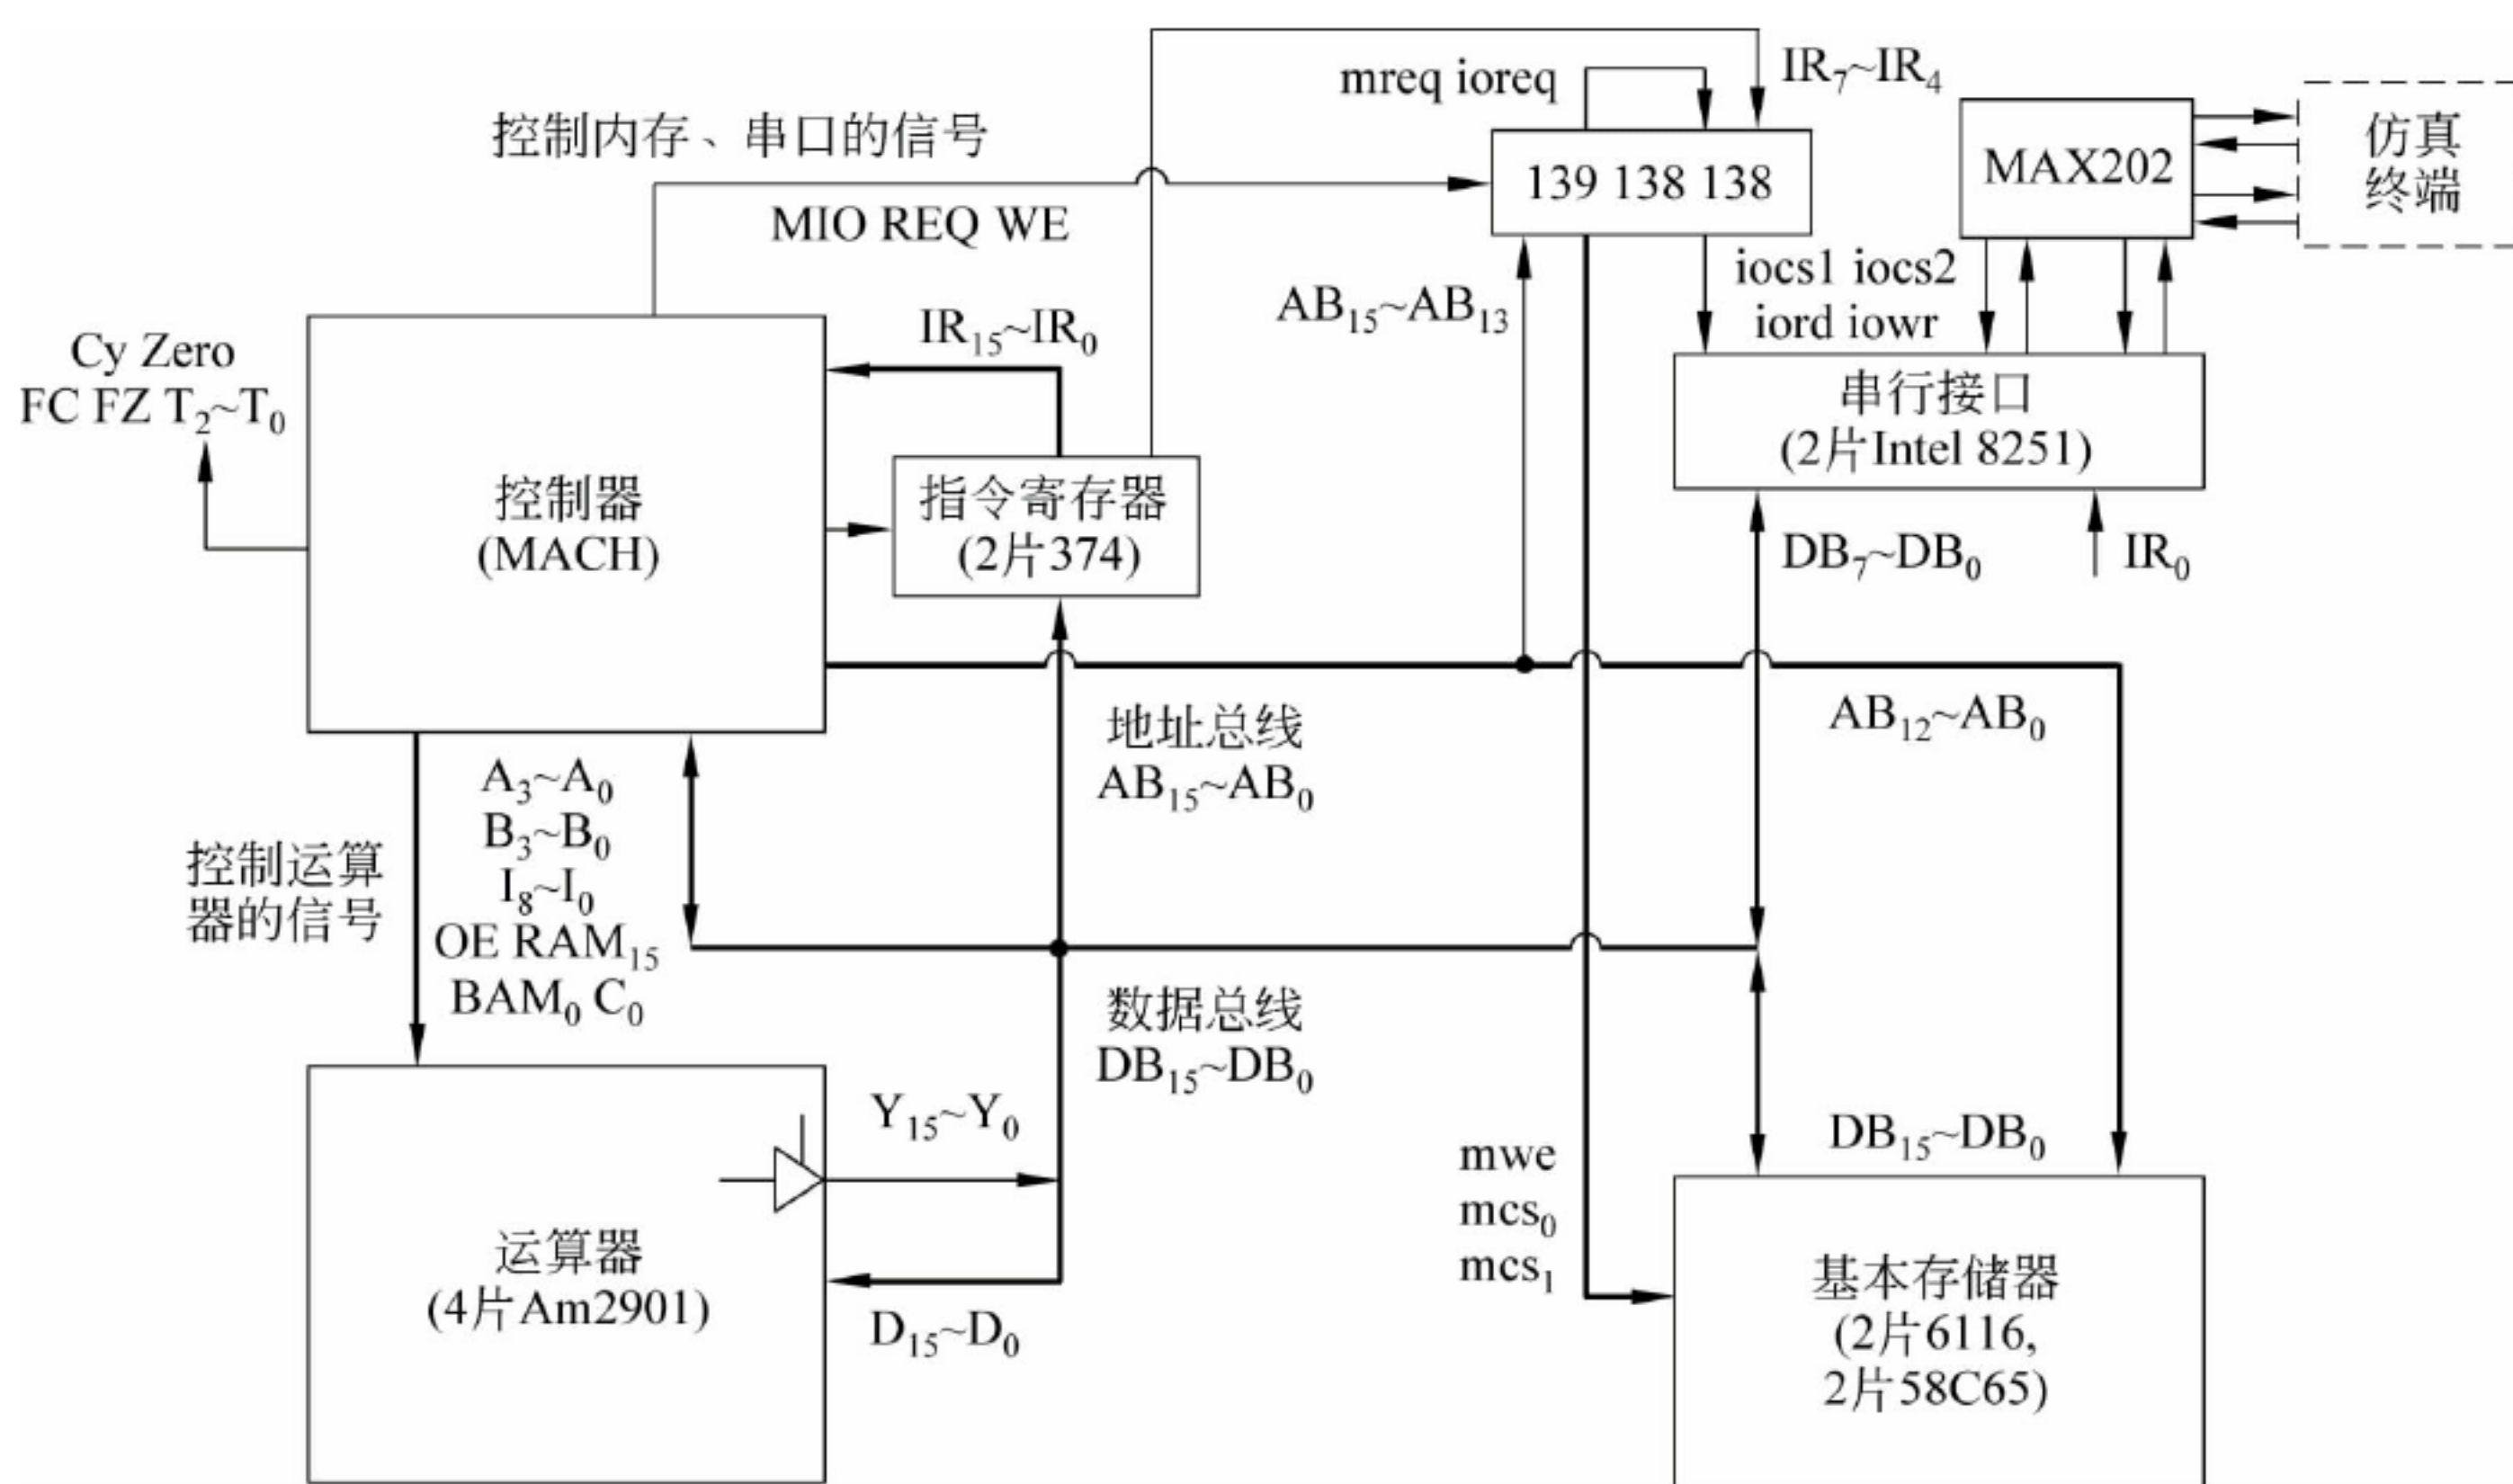 mreq ioreq
IR₇~IR₄
控制内存、串口的信号
MIO REQ WE
139 138 138
MAX202
仿真
终端
AB₁₅~AB₁₃
iocs1 iocs2
iord iowr
Cy Zero
FC FZ T₂~T₀
IR₁₅~IR₀
控制器
(MACH)
指令寄存器
(2片374)
串行接口
(2片Intel 8251)
DB₇~DB₀
IR₀
地址总线
AB₁₅~AB₀
AB₁₂~AB₀
控制运算
器的信号
A₃~A₀
B₃~B₀
I₈~I₀
OE RAM₁₅
BAM₀ C₀
数据总线
DB₁₅~DB₀
Y₁₅~Y₀
D₁₅~D₀
运算器
(4片Am2901)
mwe
mcs₀
mcs₁
DB₁₅~DB₀
基本存储器
(2片6116,
2片58C65)